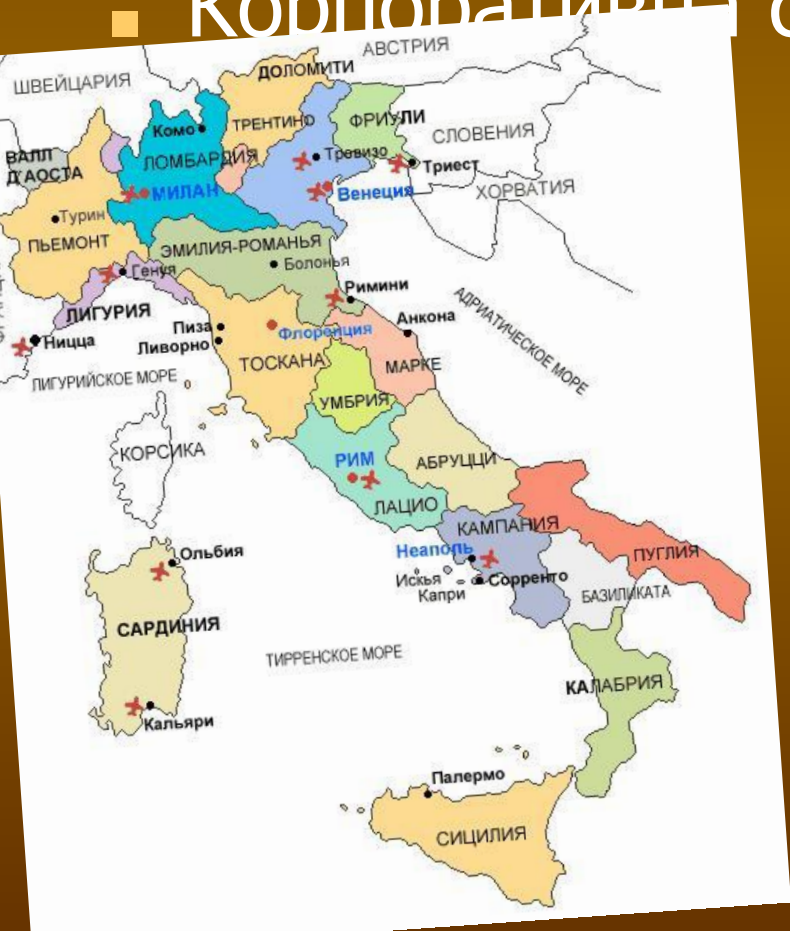 Корпоративна
АВСТРИЯ
ШВЕЙЦАРИЯ
ДОЛОМИТИ
ТРЕНТИНО
ФРИУЛИ
Комо
СЛОВЕНИЯ
ВАЛЛ
Д'АОСТА
ЛОМБАРДИЯ
Тревизо
Триест
МИЛАН
Венеция
ХОРВАТИЯ
Турин
ПЬЕМОНТ
ЭМИЛИЯ-РОМАНЬЯ
Болонья
Генуя
Римини
АДРИАТИЧЕСКОЕ МОРЕ
ЛИГУРИЯ
Анкона
Пиза
Флоренция
Ницца
Ливорно
ТОСКАНА
МАРКЕ
ЛИГУРИЙСКОЕ МОРЕ
УМБРИЯ
КОРСИКА
РИМ
АБРУЦЦИ
ЛАЦИО
КАМПАНИЯ
Неаполь
Ольбия
ПУГЛИЯ
Искья
Сорренто
Капри
БАЗИЛИКАТА
САРДИНИЯ
ТИРРЕНСКОЕ МОРЕ
КАЛАБРИЯ
Кальяри
Палермо
СИЦИЛИЯ